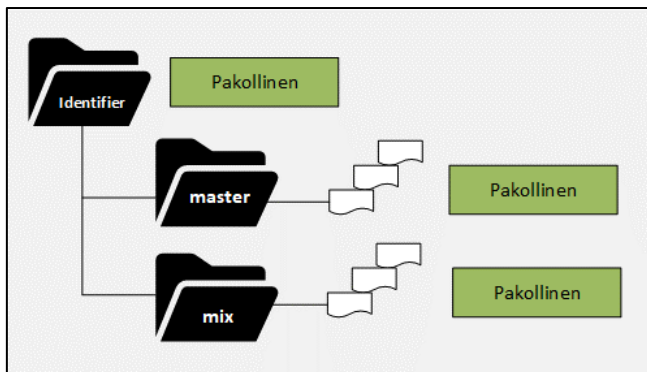 Identifier
Pakollinen
master
Pakollinen
mix
Pakollinen